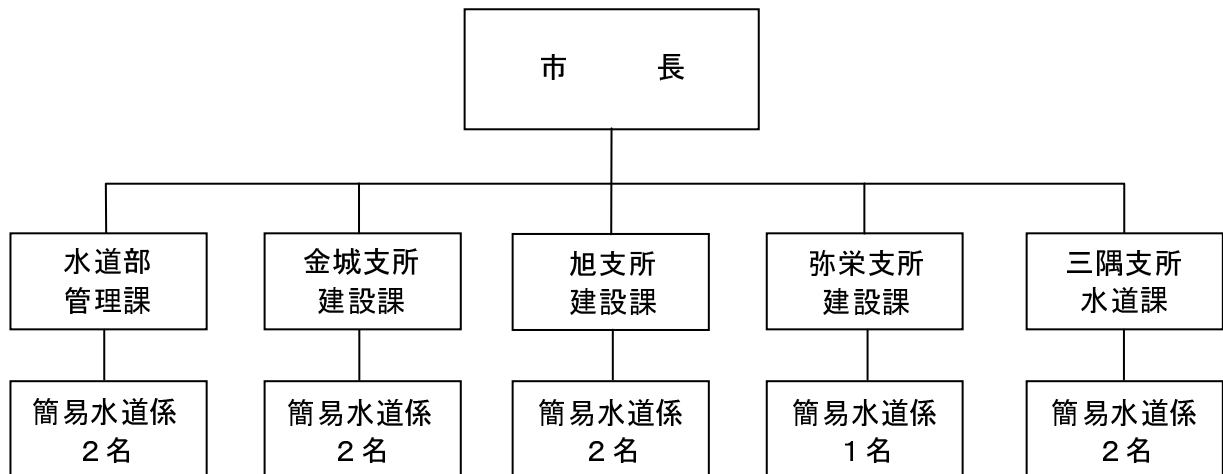 市　　　長
水道部
管理課
金城支所
建設課
旭支所
建設課
弥栄支所
建設課
三隅支所
水道課
簡易水道係
２名
簡易水道係
２名
簡易水道係
２名
簡易水道係
１名
簡易水道係
２名